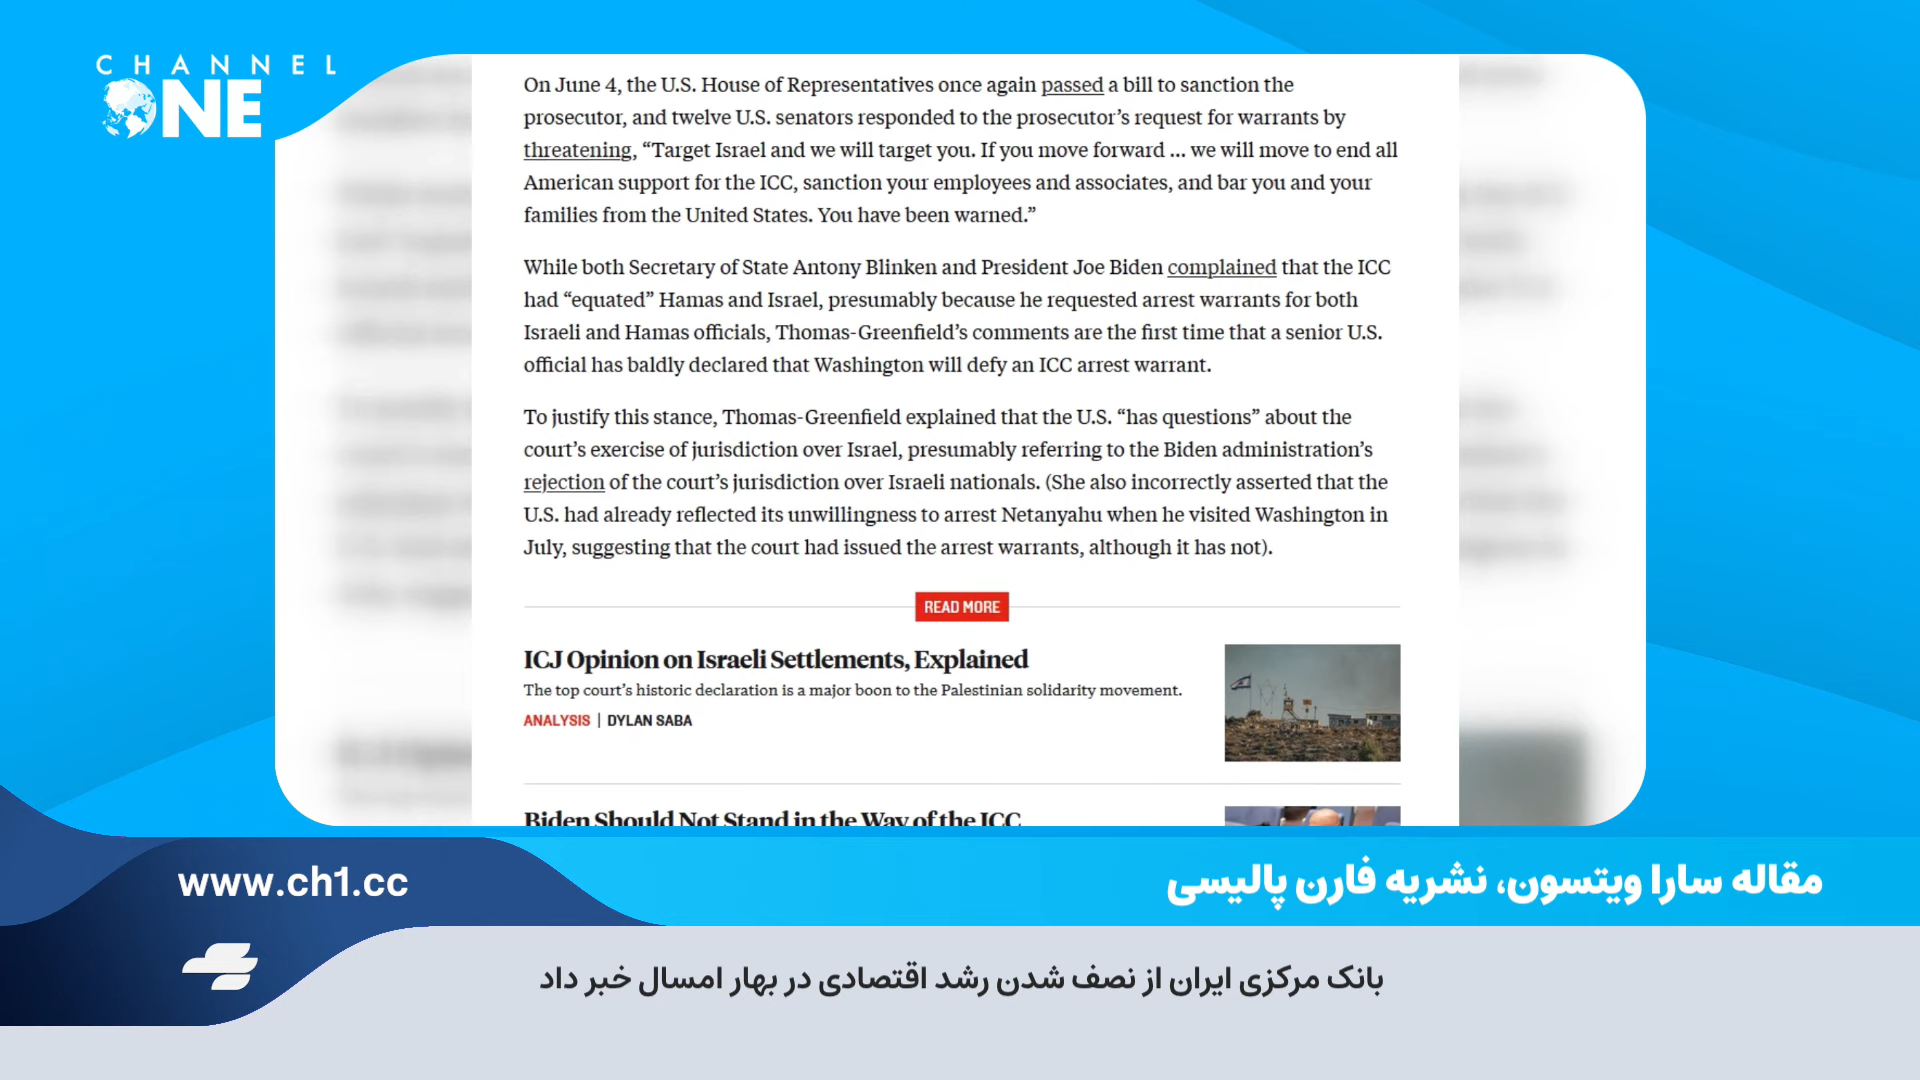 CHANNEL
ONE
On June 4, the U.S. House of Representatives once again passed a bill to sanction the
prosecutor, and twelve U.S. senators responded to the prosecutor’s request for warrants by
threatening, “Target Israel and we will target you. If you move forward ... we will move to end all
American support for the ICC, sanction your employees and associates, and bar you and your
families from the United States. You have been warned.”
While both Secretary of State Antony Blinken and President Joe Biden complained that the ICC
had “equated” Hamas and Israel, presumably because he requested arrest warrants for both
Israeli and Hamas officials, Thomas-Greenfield’s comments are the first time that a senior U.S.
official has baldly declared that Washington will defy an ICC arrest warrant.
To justify this stance, Thomas-Greenfield explained that the U.S. “has questions” about the
court’s exercise of jurisdiction over Israel, presumably referring to the Biden administration’s
rejection of the court’s jurisdiction over Israeli nationals. (She also incorrectly asserted that the
U.S. had already reflected its unwillingness to arrest Netanyahu when he visited Washington in
July, suggesting that the court had issued the arrest warrants, although it has not).
READ MORE
ICJ Opinion on Israeli Settlements, Explained
The top court’s historic declaration is a major boon to the Palestinian solidarity movement.
ANALYSIS | DYLAN SABA
Biden Should Not Stand in the Way of the ICC
www.ch1.cc
مقاله سارا ویتسون، نشریه فارن پالیسی
بانک مرکزی ایران از نصف شدن رشد اقتصادی در بهار امسال خبر داد